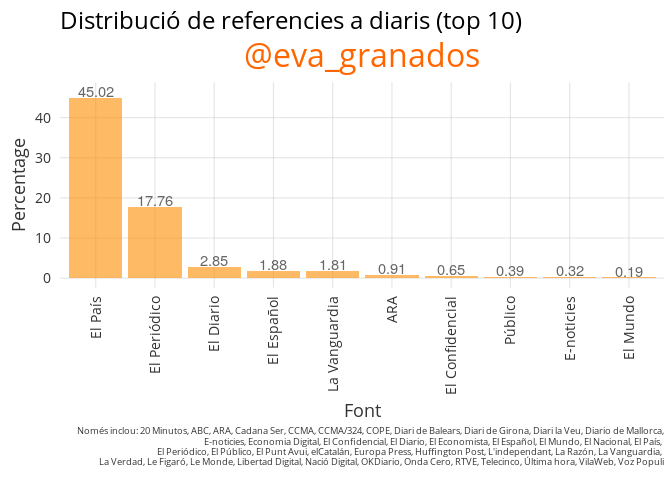 Distribució de referencies a diaris (top 10)
@eva_granados
45.02
17.76
2.85
1.88
1.81
0.91
0.65
0.39
0.32
0.19
Percentage
40
30
20
10
0
El País
El Periódico
El Diario
El Español
La Vanguardia
ARA
El Confidencial
Público
E-noticies
El Mundo
Font
Només inclou: 20 Minutos, ABC, ARA, Cadana Ser, CCMA, CCMA/324, COPE, Diari de Balears, Diari de Girona, Diari la Veu, Diario de Mallorca,
E-noticies, Economia Digital, El Confidencial, El Diario, El Economista, El Español, El Mundo, El Nacional, El País,
El Periódico, El Público, El Punt Avui, elCatalán, Europa Press, Huffington Post, L'independant, La Razón, La Vanguardia,
La Verdad, Le Figaró, Le Monde, Libertad Digital, Nació Digital, OKDiario, Onda Cero, RTVE, Telecinco, Última hora, VilaWeb, Voz Populi